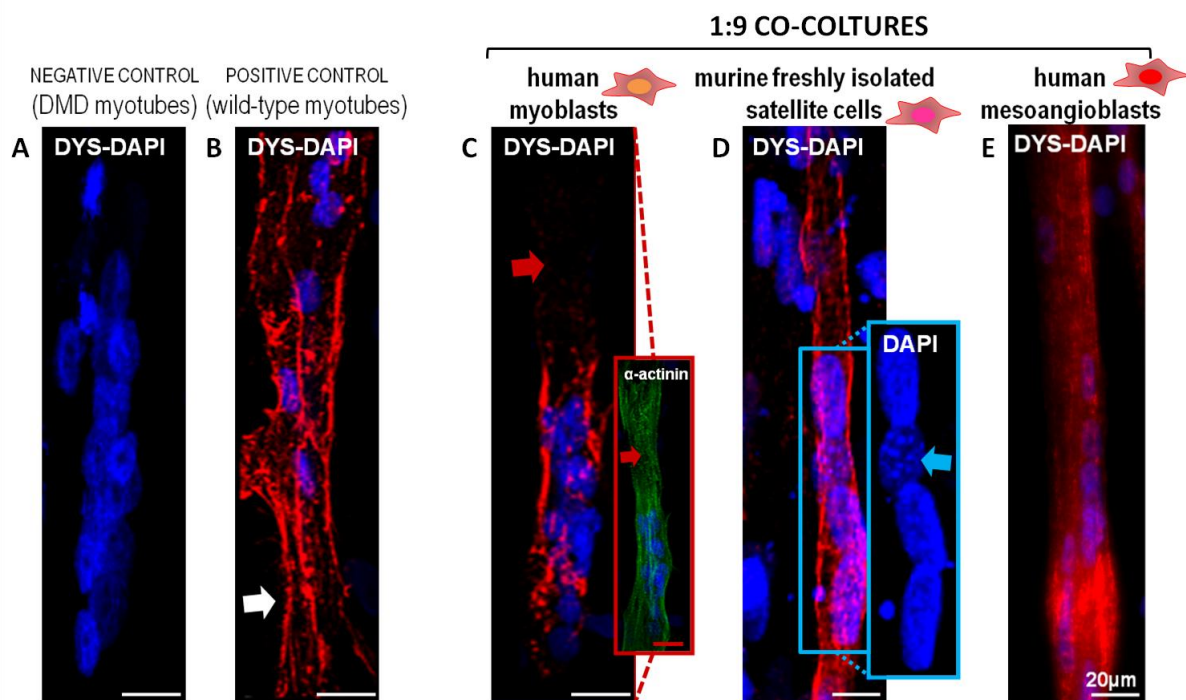 1:9 CO-COLTURES
NEGATIVE CONTROL
(DMD myotubes)
POSITIVE CONTROL
(wild-type myotubes)
human
myoblasts
murine freshly isolated
satellite cells
human
mesoangioblasts
A
DYS-DAPI
B
DYS-DAPI
C
DYS-DAPI
α-actinin
D
DYS-DAPI
DAPI
E
DYS-DAPI
20µm